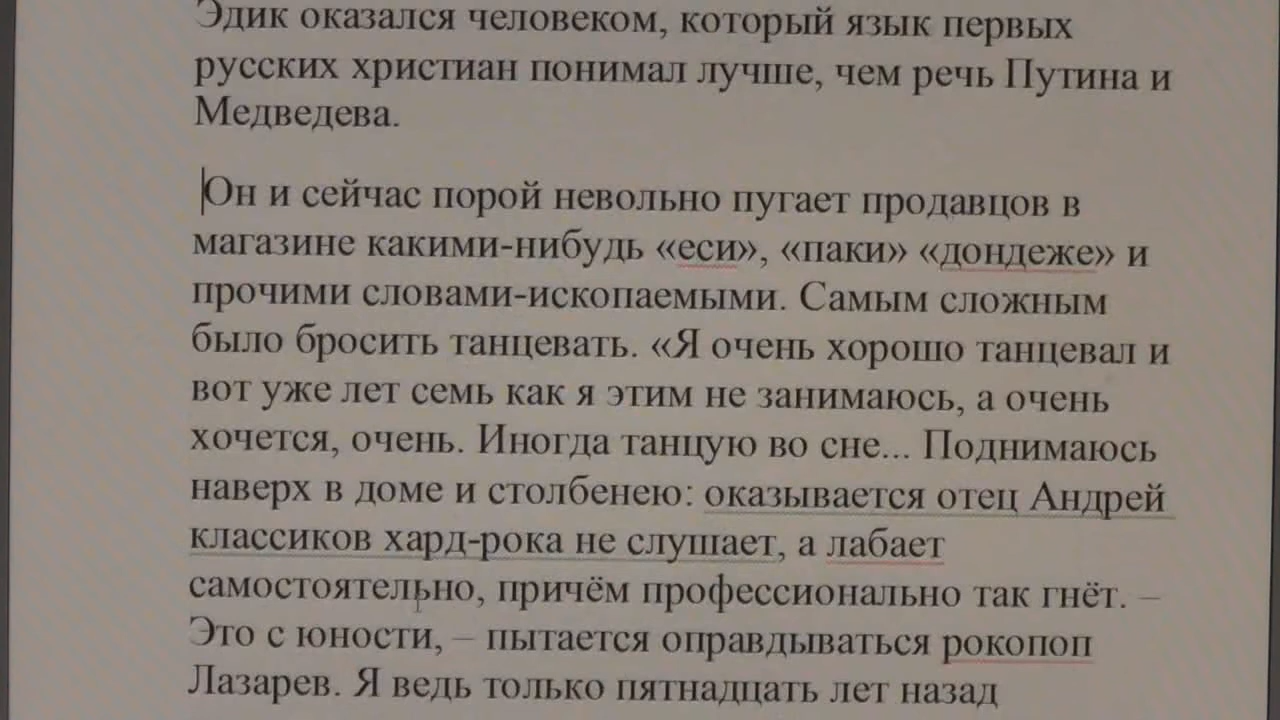 Эдик оказался человеком, который язык первых
русских христиан понимал лучше, чем речь Путина и
Медведева.
Он и сейчас порой невольно пугает продавцов в
магазине какими-нибудь «еси», «паки» «дондеже» и
прочими словами-ископаемыми. Самым сложным
было бросить танцевать. «Я очень хорошо танцевал и
вот уже лет семь как я этим не занимаюсь, а очень
хочется, очень. Иногда танцую во сне... Поднимаюсь
наверх в доме и столбенею: оказывается отец Андрей
классиков хард-рока не слушает, а лабает
самостоятельно, причём профессионально так гнёт. –
Это с юности, – пытается оправдываться рокопоп
Лазарев. Я ведь только пятнадцать лет назад